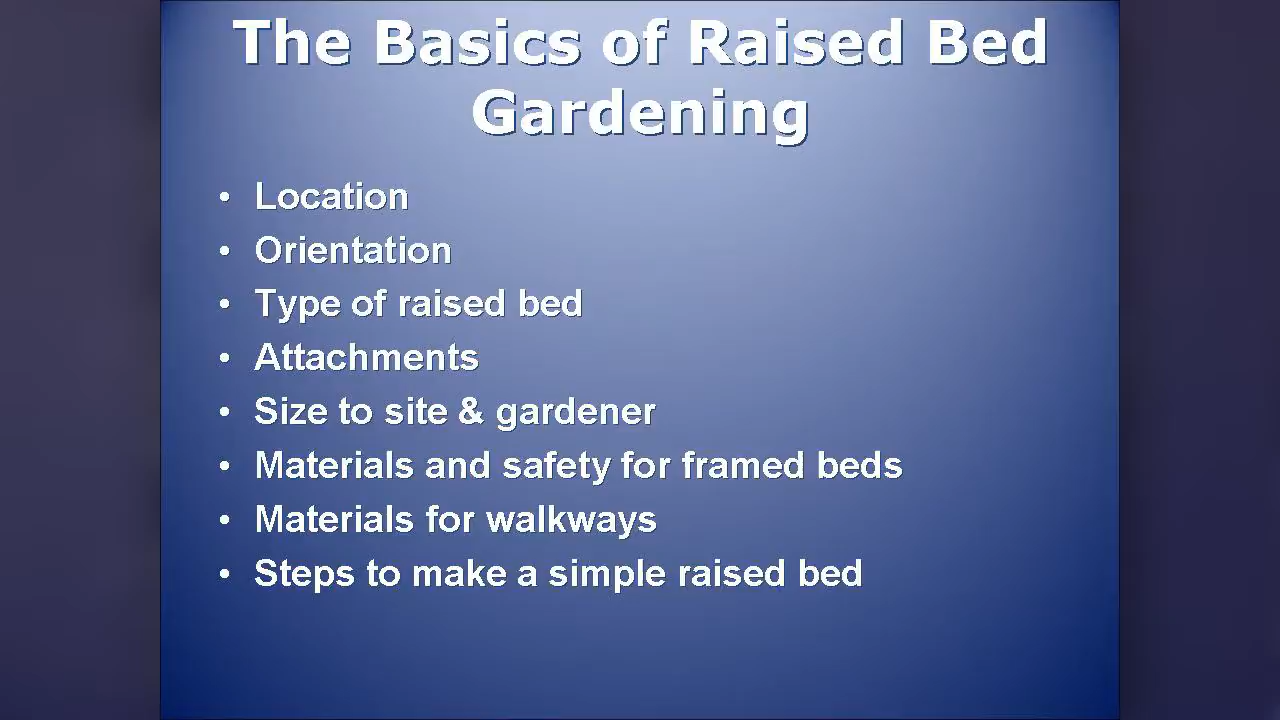 The Basics of Raised Bed
Gardening
• Location
• Orientation
• Type of raised bed
• Attachments
• Size to site & gardener
• Materials and safety for framed beds
• Materials for walkways
• Steps to make a simple raised bed